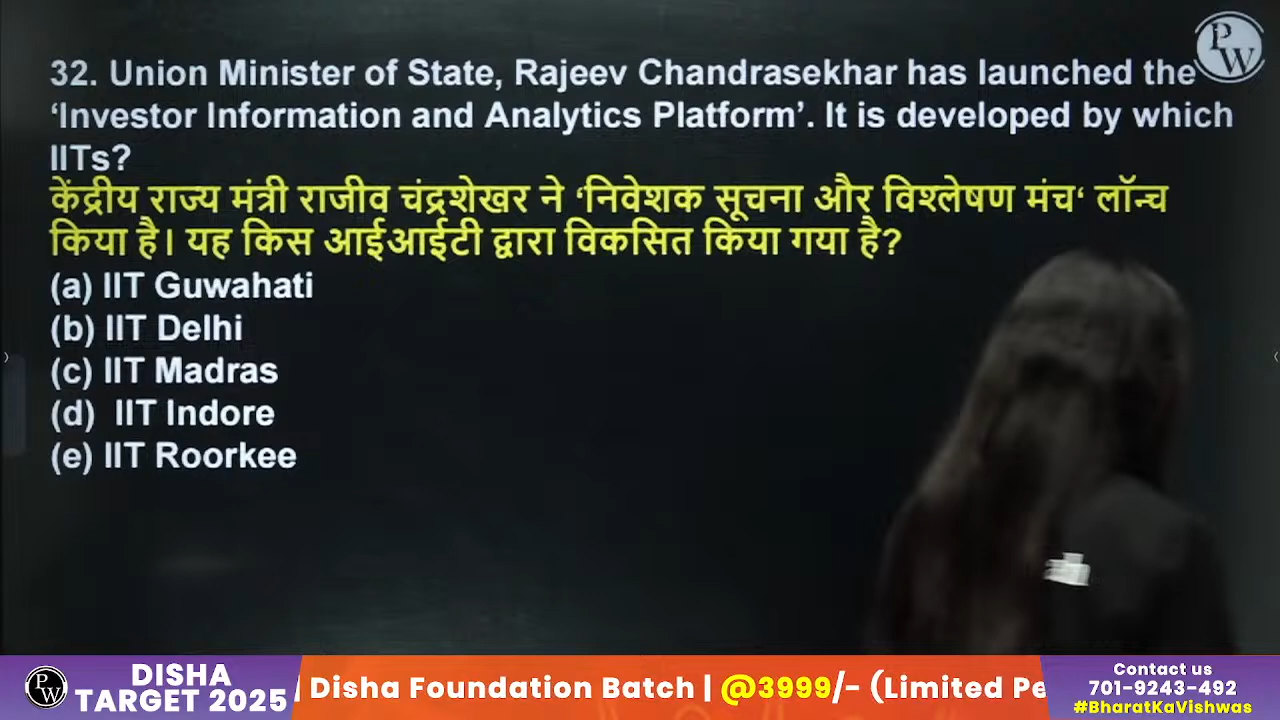 PW
32. Union Minister of State, Rajeev Chandrasekhar has launched the
‘Investor Information and Analytics Platform’. It is developed by which
IITs?
केंद्रीय राज्य मंत्री राजीव चंद्रशेखर ने ‘निवेशक सूचना और विश्लेषण मंच‘ लॉन्च
किया है। यह किस आईआईटी द्वारा विकसित किया गया है?
(a) IIT Guwahati
(b) IIT Delhi
(c) IIT Madras
(d) IIT Indore
(e) IIT Roorkee
PW
DISHA
TARGET 2025
Disha Foundation Batch | @3999/- (Limited Pe
Contact us
701-9243-492
#BharatKaVishwas